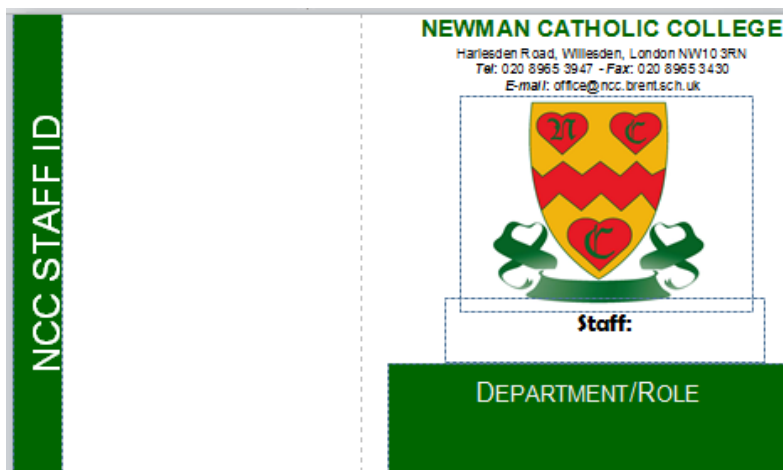 NCC STAFF ID
NEWMAN CATHOLIC COLLEGE
Harlesden Road, Willesden, London NW10 3RN
Tel: 020 8965 3947 - Fax: 020 8965 3430
E-mail: office@ncc.brent.sch.uk
N C
C
Staff:
DEPARTMENT/ROLE